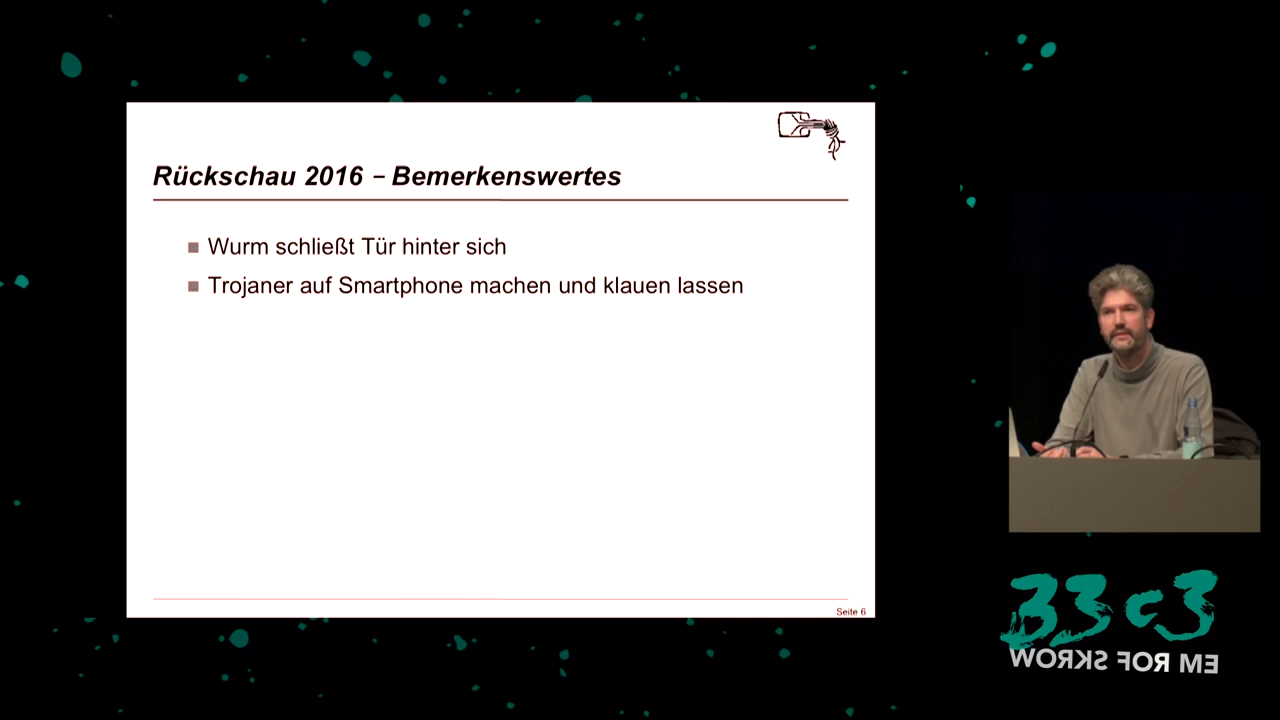 Rückschau 2016 – Bemerkenswertes
Wurm schließt Tür hinter sich
Trojaner auf Smartphone machen und klauen lassen
Seite 6
33c3
WORKS FOR ME